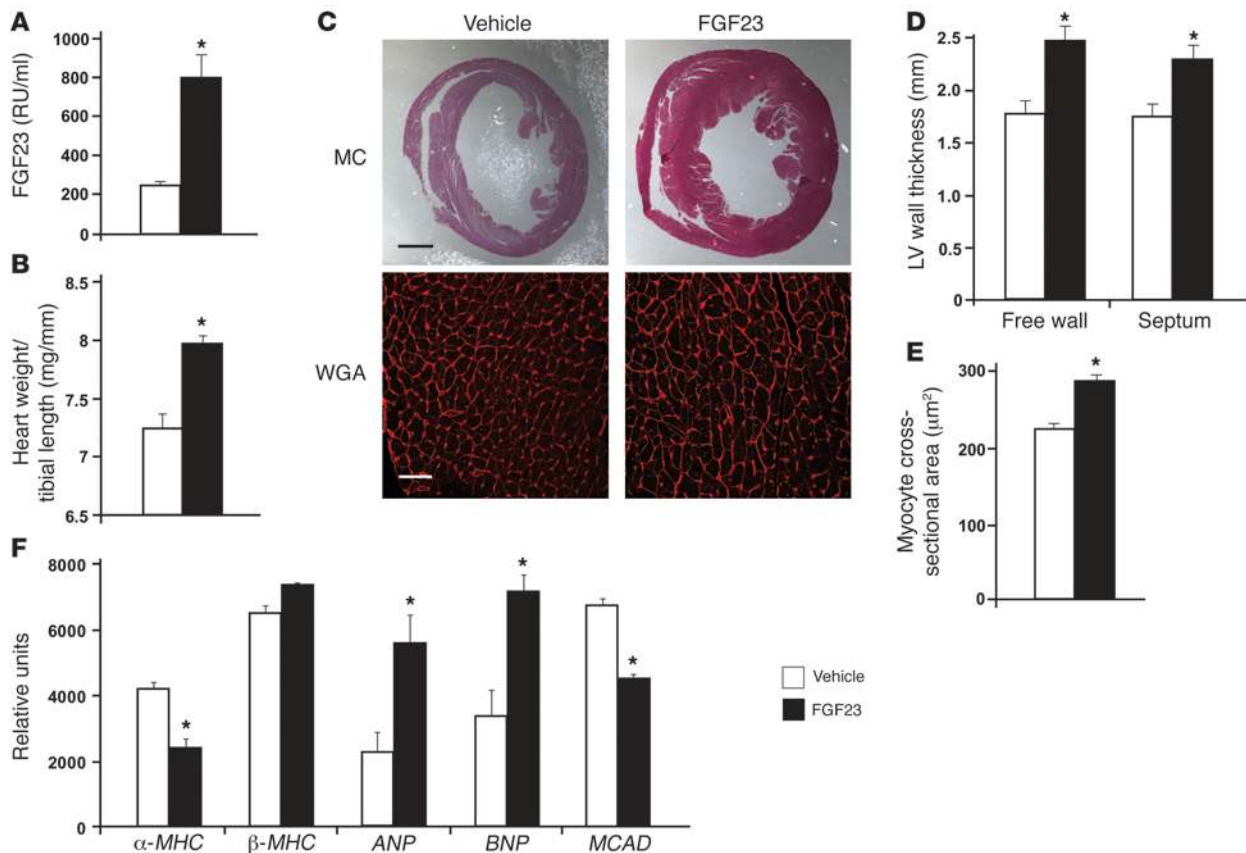 A
FGF23 (RU/ml)
1000
800
600
400
200
0
*
B
Heart weight/
tibial length (mg/mm)
8.5
8
7.5
7
6.5
*
C
Vehicle FGF23
MC
WGA
D
LV wall thickness (mm)
2.5
2.0
1.5
1.0
0.5
0
* *
Free wall Septum
E
Myocyte cross-
sectional area (μm²)
300
200
100
0
*
F
Relative units
8000
6000
4000
2000
0
* * * *
α-MHC β-MHC ANP BNP MCAD
Vehicle
FGF23